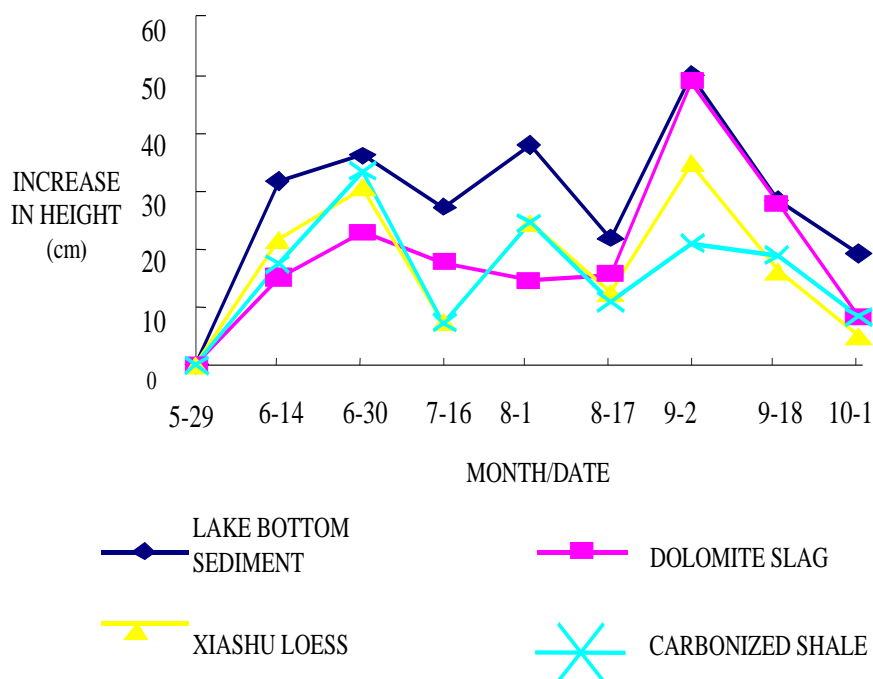 60
50
40
30
20
10
0
INCREASE
IN HEIGHT
(cm)
5-29 6-14 6-30 7-16 8-1 8-17 9-2 9-18 10-1
MONTH/DATE
LAKE BOTTOM
SEDIMENT
DOLOMITE SLAG
XIASHU LOESS
CARBONIZED SHALE